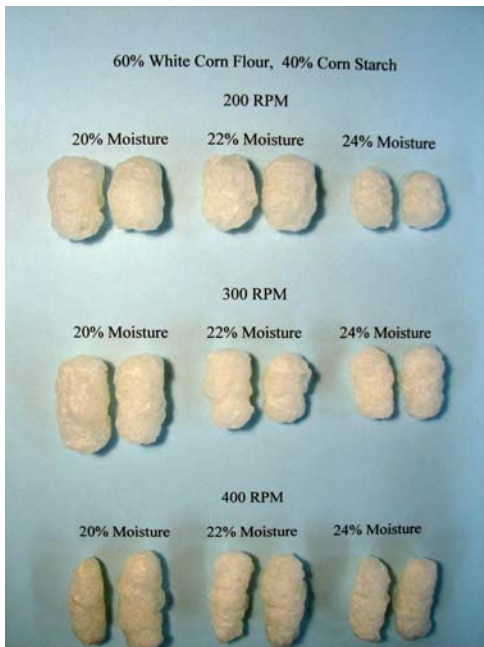 60% White Corn Flour, 40% Corn Starch
200 RPM
20% Moisture 22% Moisture 24% Moisture
300 RPM
20% Moisture 22% Moisture 24% Moisture
400 RPM
20% Moisture 22% Moisture 24% Moisture